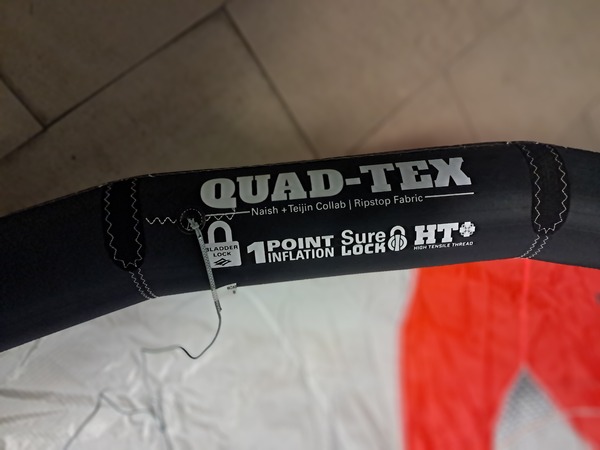 QUAD-TEX
Naish + Teijin Collab | Ripstop Fabric
BLADDER
LOCK
1 POINT
INFLATION
Sure
LOCK
HT
HIGH TENSILE THREAD